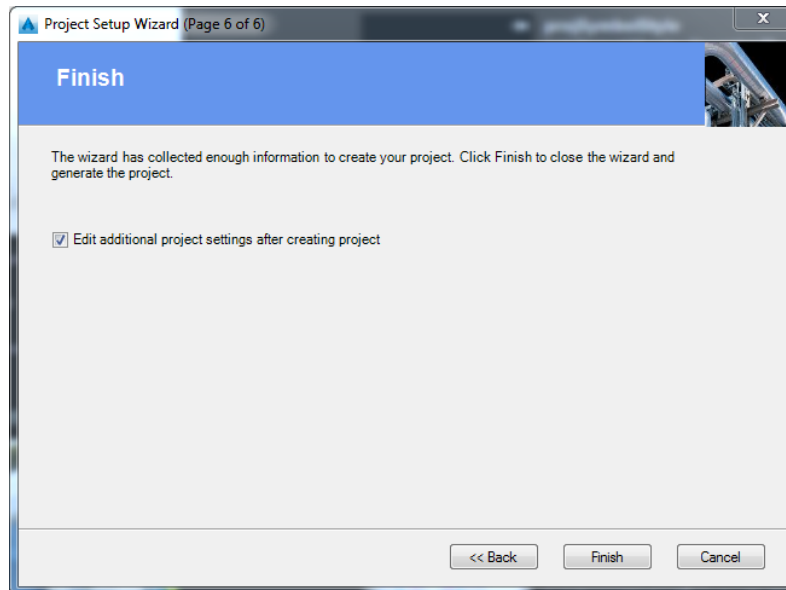 Project Setup Wizard (Page 6 of 6)
X
Finish
The wizard has collected enough information to create your project. Click Finish to close the wizard and
generate the project.
Edit additional project settings after creating project
<< Back Finish Cancel